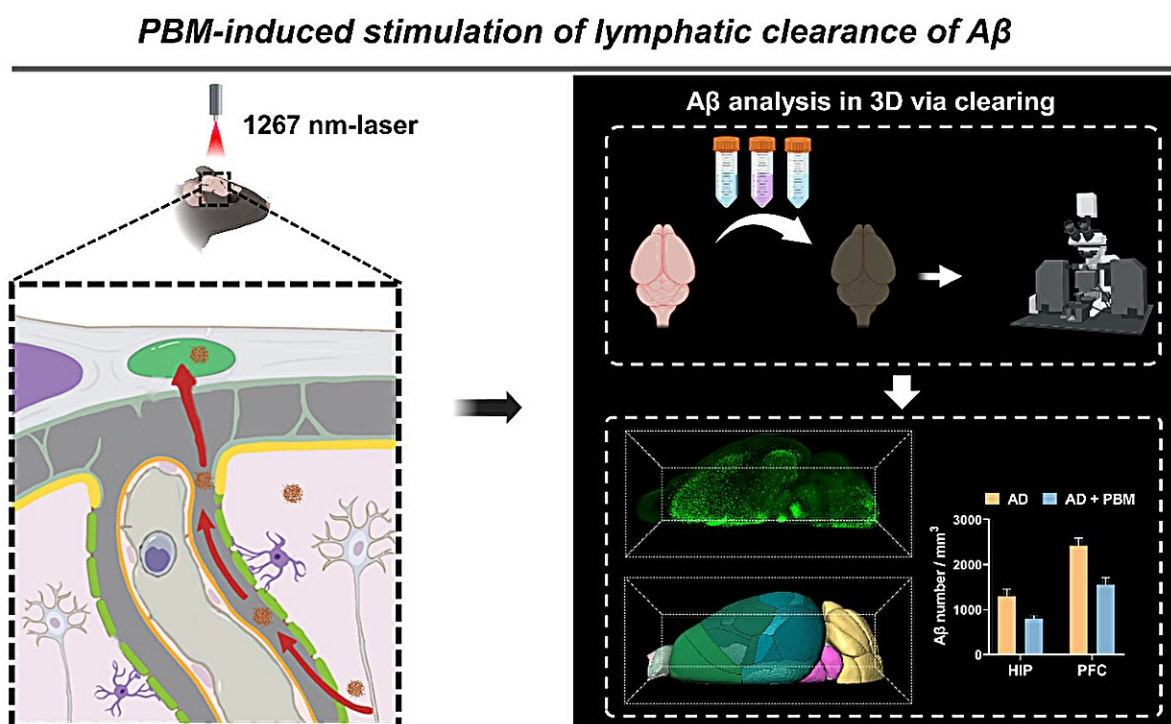 PBM-induced stimulation of lymphatic clearance of Aβ
1267 nm-laser
Aβ analysis in 3D via clearing
AD
AD + PBM
Aβ number / mm³
3000
2000
1000
0
HIP
PFC